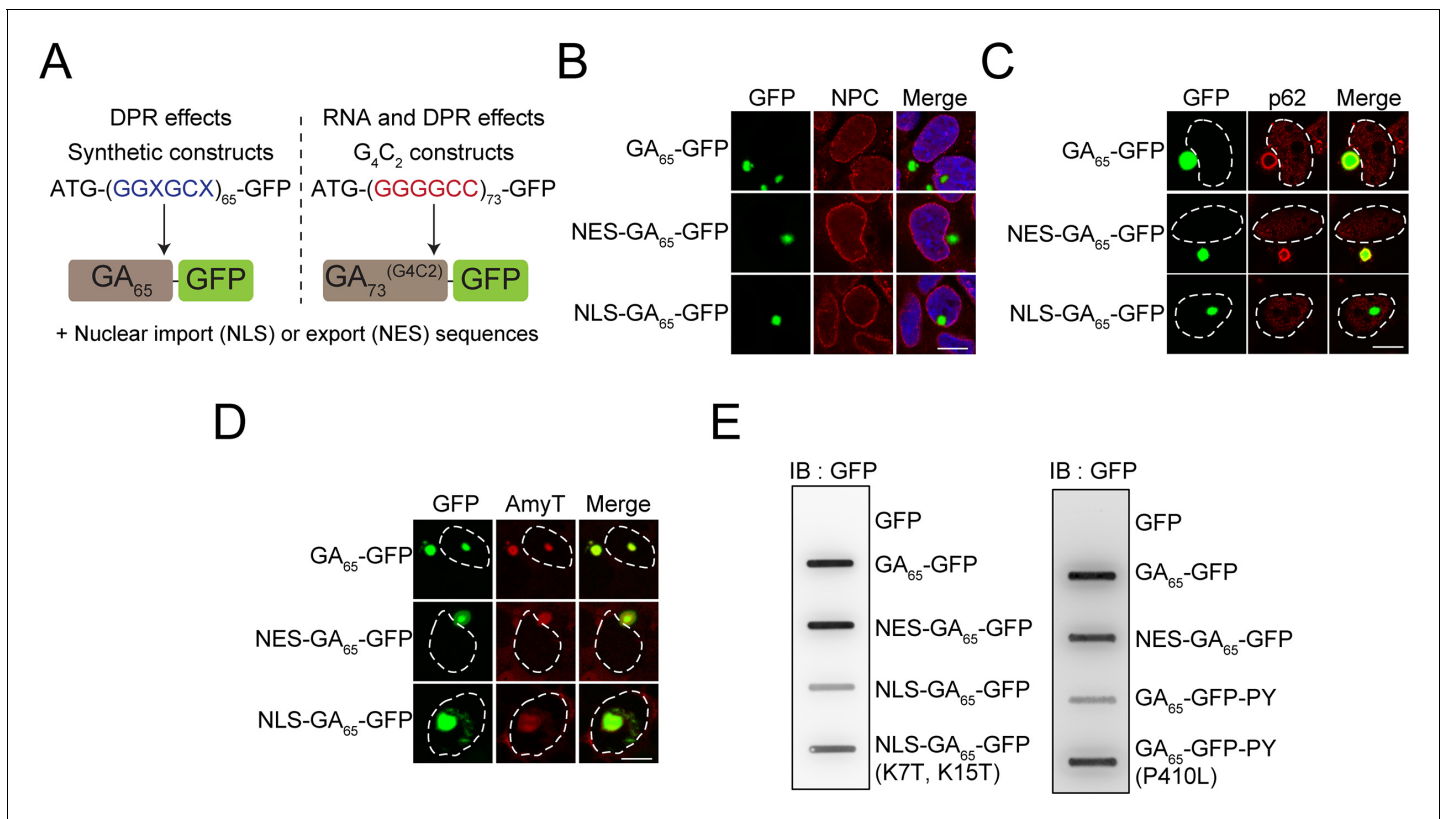 A
DPR effects
Synthetic constructs
ATG-(GGXGCX)65-GFP
GA65 GFP
RNA and DPR effects
G4C2 constructs
ATG-(GGGGCC)73-GFP
GA73(G4C2) GFP
+ Nuclear import (NLS) or export (NES) sequences
B
GFP NPC Merge
GA65-GFP
NES-GA65-GFP
NLS-GA65-GFP
C
GFP p62 Merge
GA65-GFP
NES-GA65-GFP
NLS-GA65-GFP
D
GFP AmyT Merge
GA65-GFP
NES-GA65-GFP
NLS-GA65-GFP
E
IB : GFP
GFP
GA65-GFP
NES-GA65-GFP
NLS-GA65-GFP
NLS-GA65-GFP
(K7T, K15T)
IB : GFP
GFP
GA65-GFP
NES-GA65-GFP
GA65-GFP-PY
GA65-GFP-PY
(P410L)